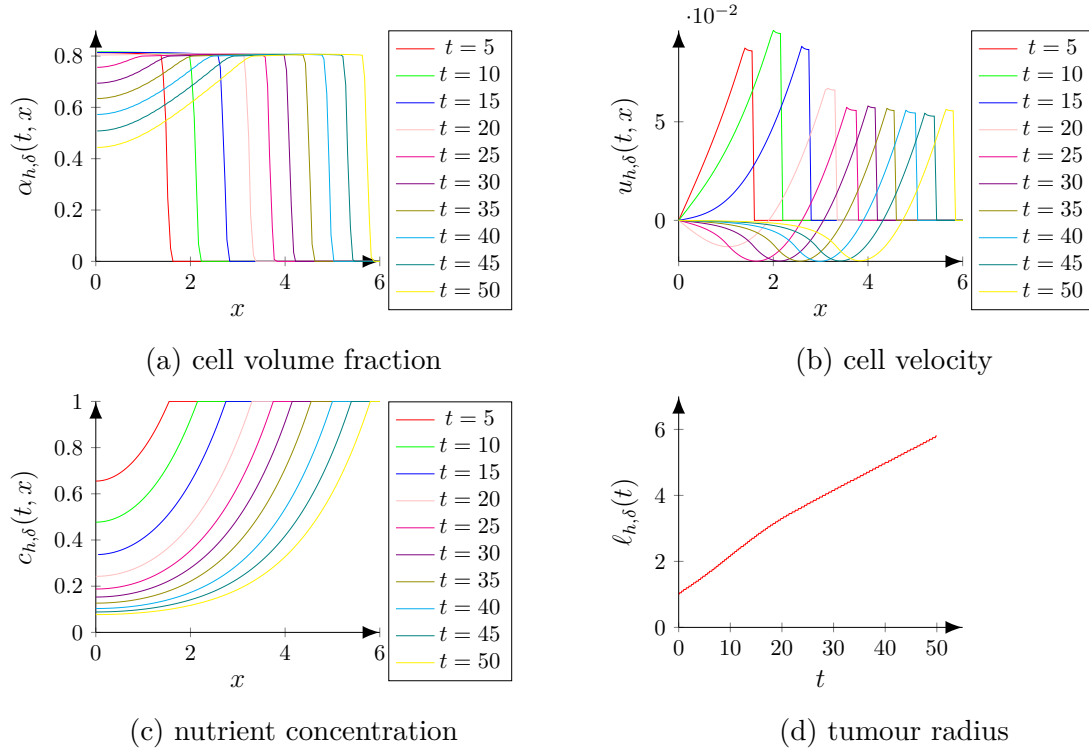 0 2 4 6
0
0.2
0.4
0.6
0.8
x
α_{h,δ}(t, x)
t = 5
t = 10
t = 15
t = 20
t = 25
t = 30
t = 35
t = 40
t = 45
t = 50
(a) cell volume fraction
0 2 4 6
0
5
·10^{−2}
x
u_{h,δ}(t, x)
t = 5
t = 10
t = 15
t = 20
t = 25
t = 30
t = 35
t = 40
t = 45
t = 50
(b) cell velocity
0 2 4 6
0
0.2
0.4
0.6
0.8
1
x
c_{h,δ}(t, x)
t = 5
t = 10
t = 15
t = 20
t = 25
t = 30
t = 35
t = 40
t = 45
t = 50
(c) nutrient concentration
0 10 20 30 40 50
0
2
4
6
t
ℓ_{h,δ}(t)
(d) tumour radius